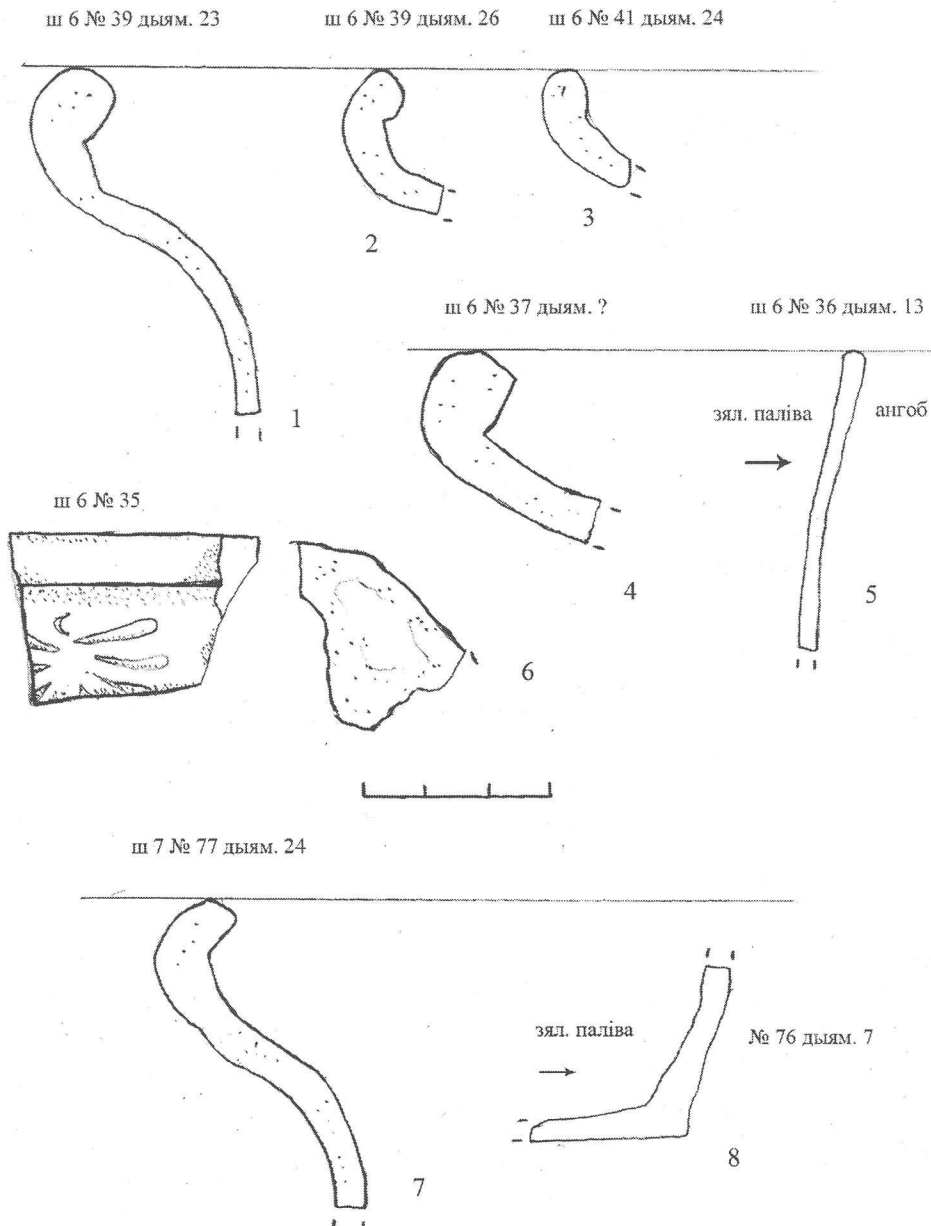 ш 6 № 39 дыям. 23
ш 6 № 39 дыям. 26
ш 6 № 41 дыям. 24
1
2
3
ш 6 № 37 дыям. ?
ш 6 № 36 дыям. 13
зял. паліва
ангоб
4
5
ш 6 № 35
6
ш 7 № 77 дыям. 24
зял. паліва
№ 76 дыям. 7
7
8